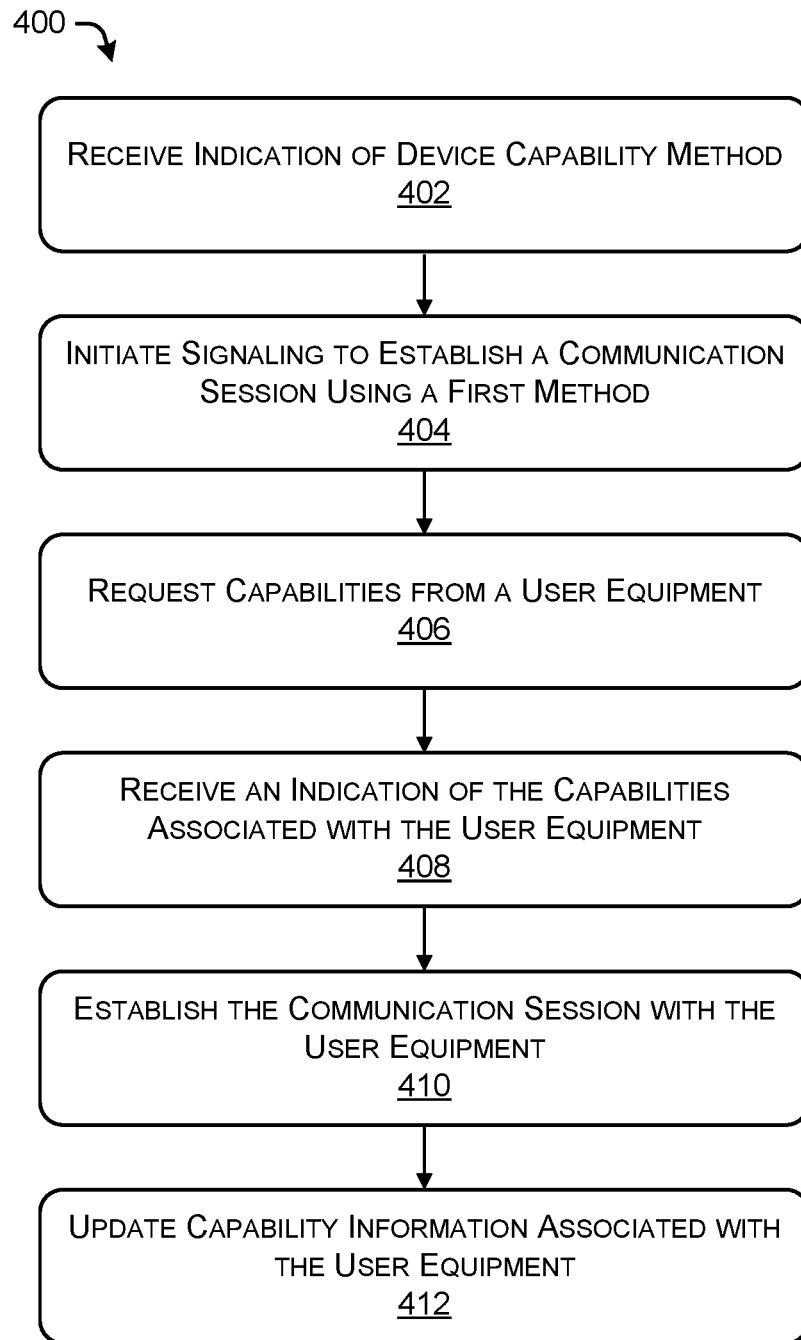 400
RECEIVE INDICATION OF DEVICE CAPABILITY METHOD
402
INITIATE SIGNALING TO ESTABLISH A COMMUNICATION
SESSION USING A FIRST METHOD
404
REQUEST CAPABILITIES FROM A USER EQUIPMENT
406
RECEIVE AN INDICATION OF THE CAPABILITIES
ASSOCIATED WITH THE USER EQUIPMENT
408
ESTABLISH THE COMMUNICATION SESSION WITH THE
USER EQUIPMENT
410
UPDATE CAPABILITY INFORMATION ASSOCIATED WITH
THE USER EQUIPMENT
412